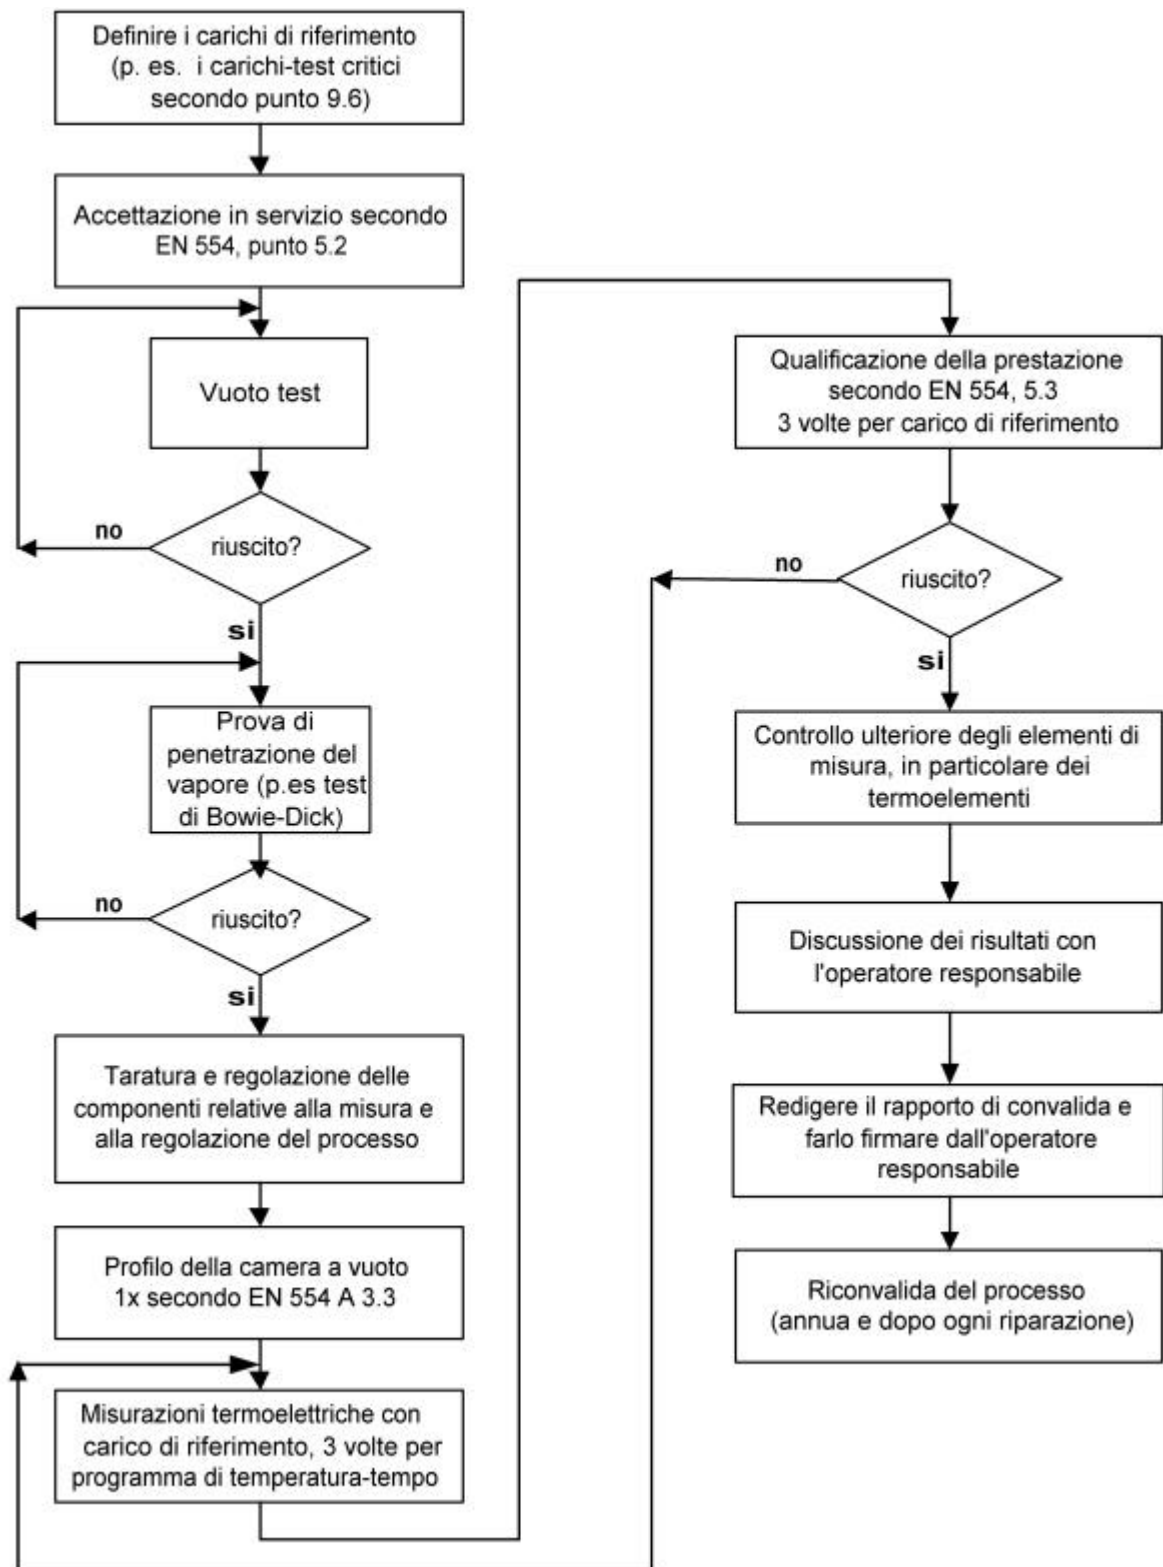 Definire i carichi di riferimento
(p. es. i carichi-test critici
secondo punto 9.6)
Accettazione in servizio secondo
EN 554, punto 5.2
Vuoto test
riuscito?
no
si
Prova di
penetrazione del
vapore (p.es test
di Bowie-Dick)
riuscito?
no
si
Taratura e regolazione delle
componenti relative alla misura e
alla regolazione del processo
Profilo della camera a vuoto
1x secondo EN 554 A 3.3
Misurazioni termoelettriche con
carico di riferimento, 3 volte per
programma di temperatura-tempo
Qualificazione della prestazione
secondo EN 554, 5.3
3 volte per carico di riferimento
riuscito?
no
si
Controllo ulteriore degli elementi di
misura, in particolare dei
termoelementi
Discussione dei risultati con
l'operatore responsabile
Redigere il rapporto di convalida e
farlo firmare dall'operatore
responsabile
Riconvalida del processo
(annua e dopo ogni riparazione)